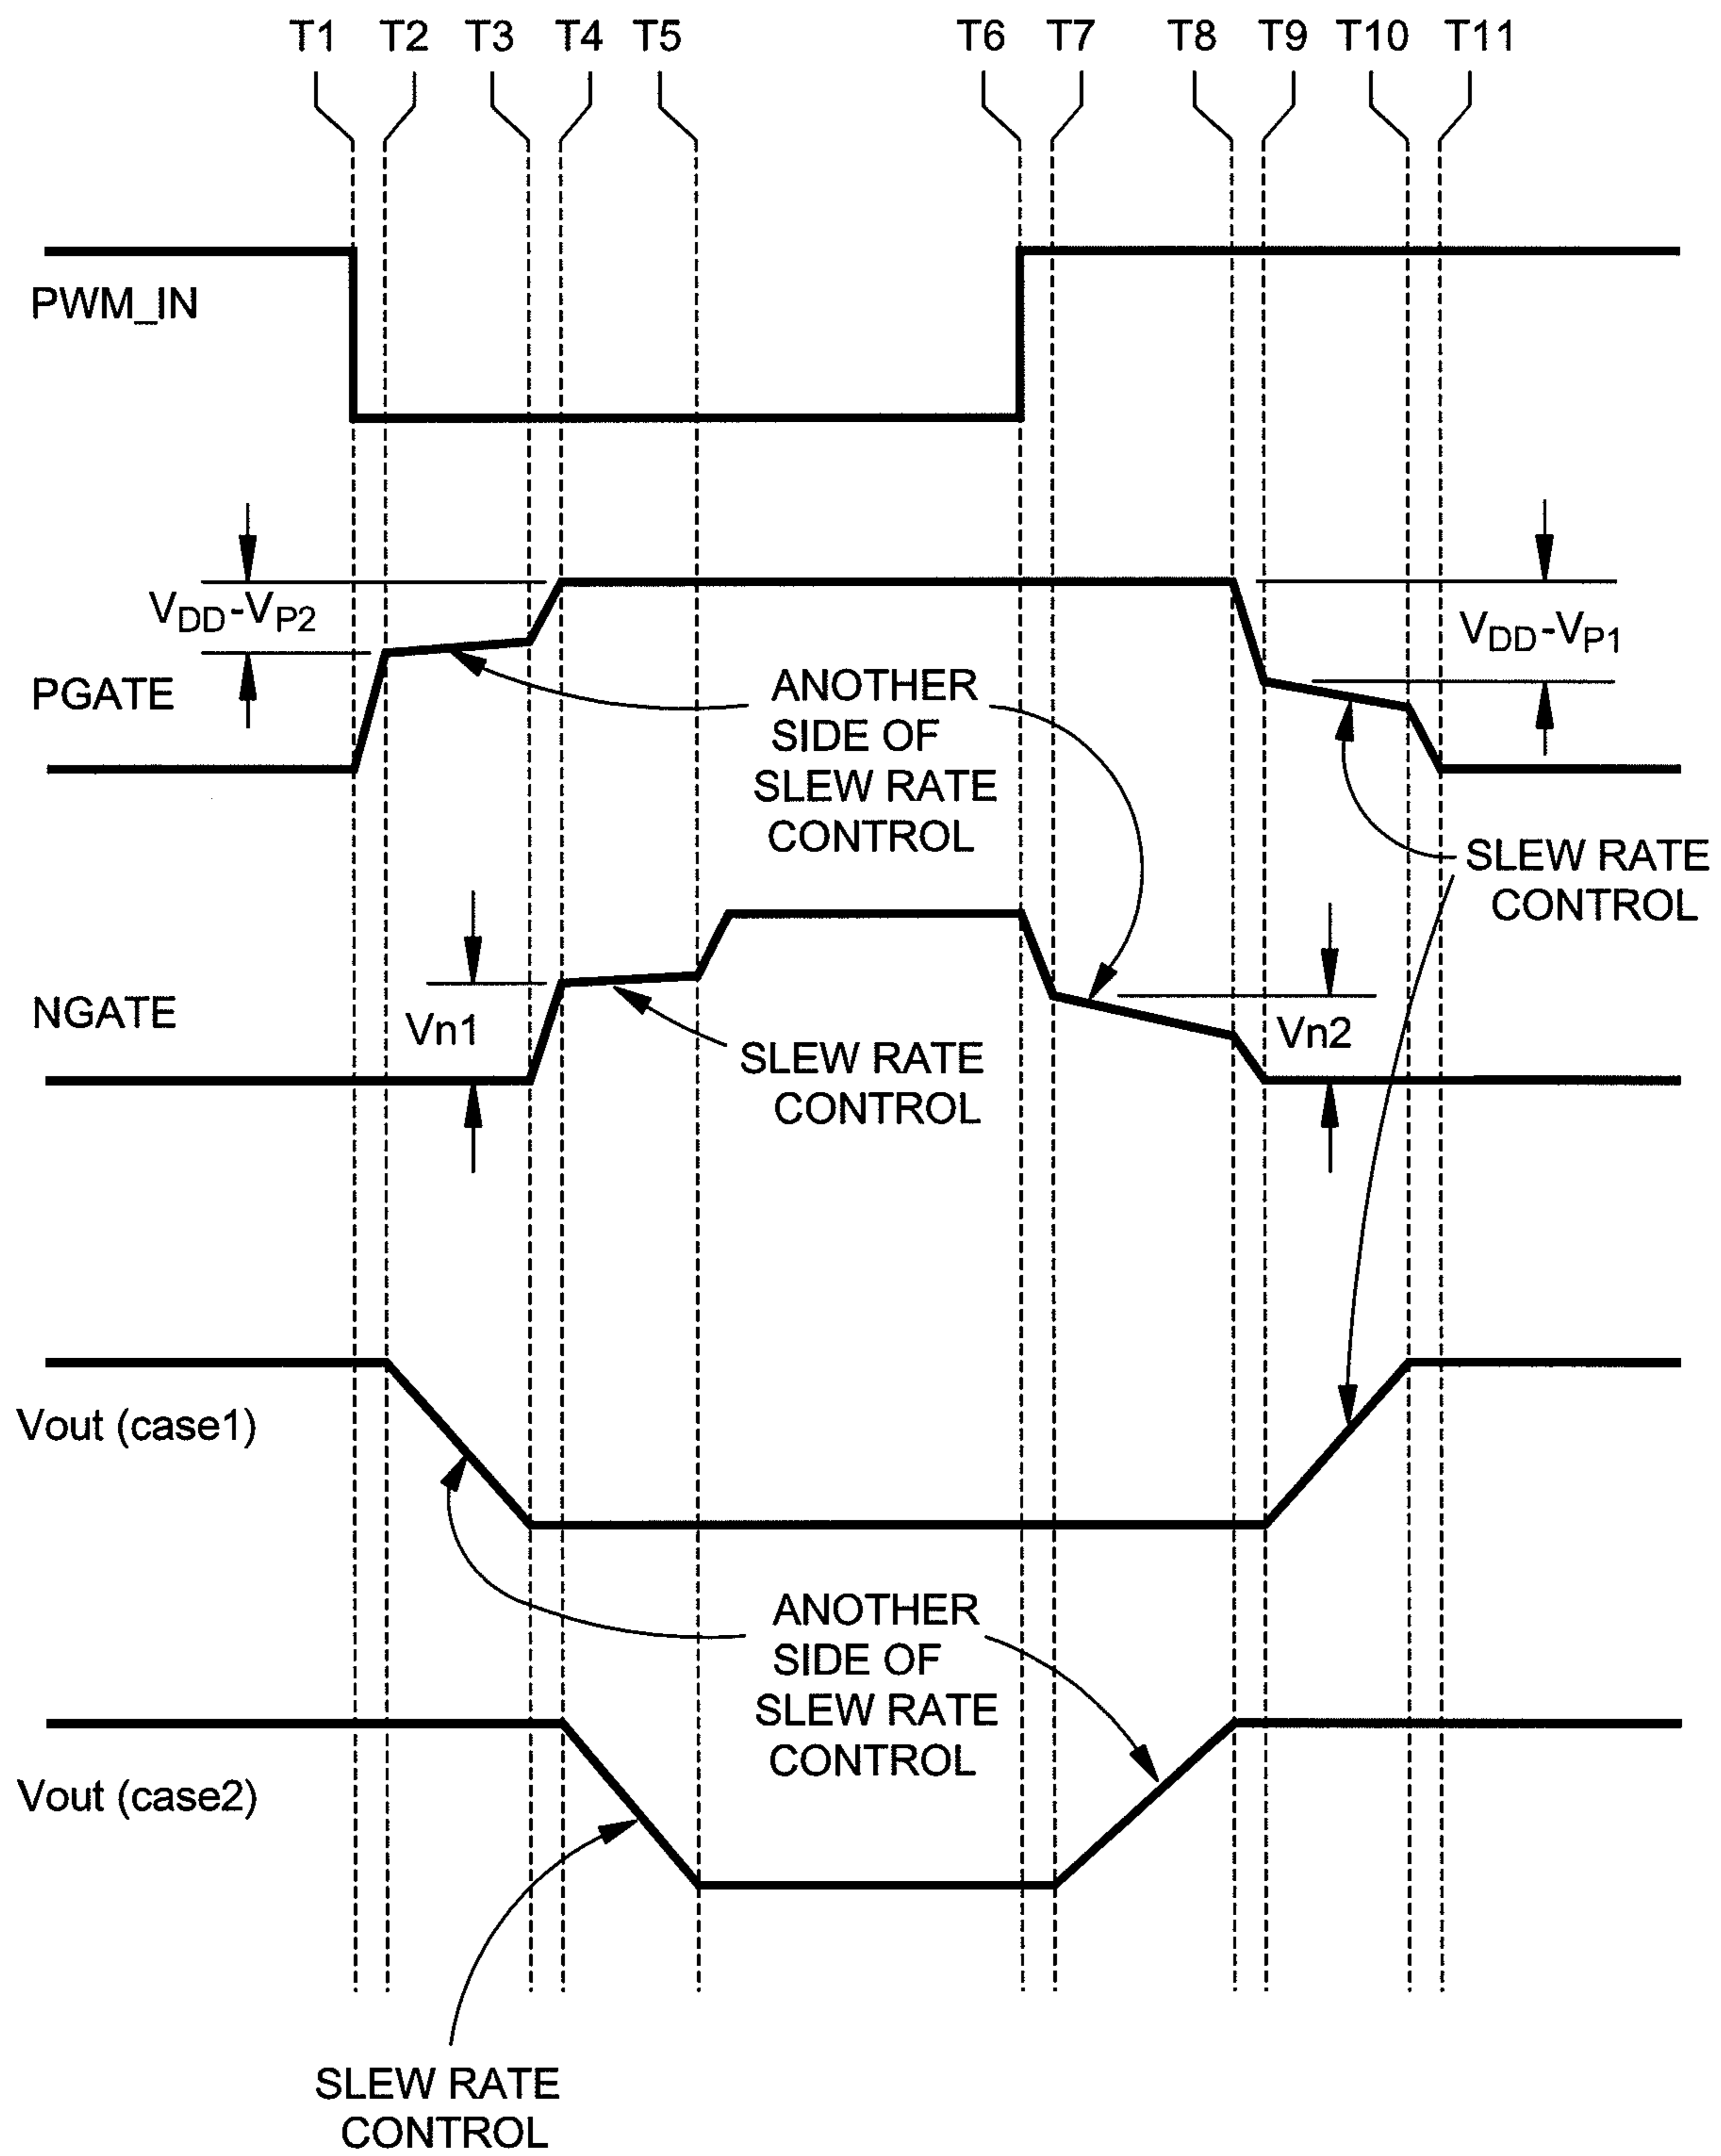 T1 T2 T3 T4 T5 T6 T7 T8 T9 T10 T11
PWM_IN
VDD-VP2
VDD-VP1
PGATE
ANOTHER
SIDE OF
SLEW RATE
CONTROL
SLEW RATE
CONTROL
NGATE
Vn1
Vn2
SLEW RATE
CONTROL
Vout (case1)
ANOTHER
SIDE OF
SLEW RATE
CONTROL
Vout (case2)
SLEW RATE
CONTROL